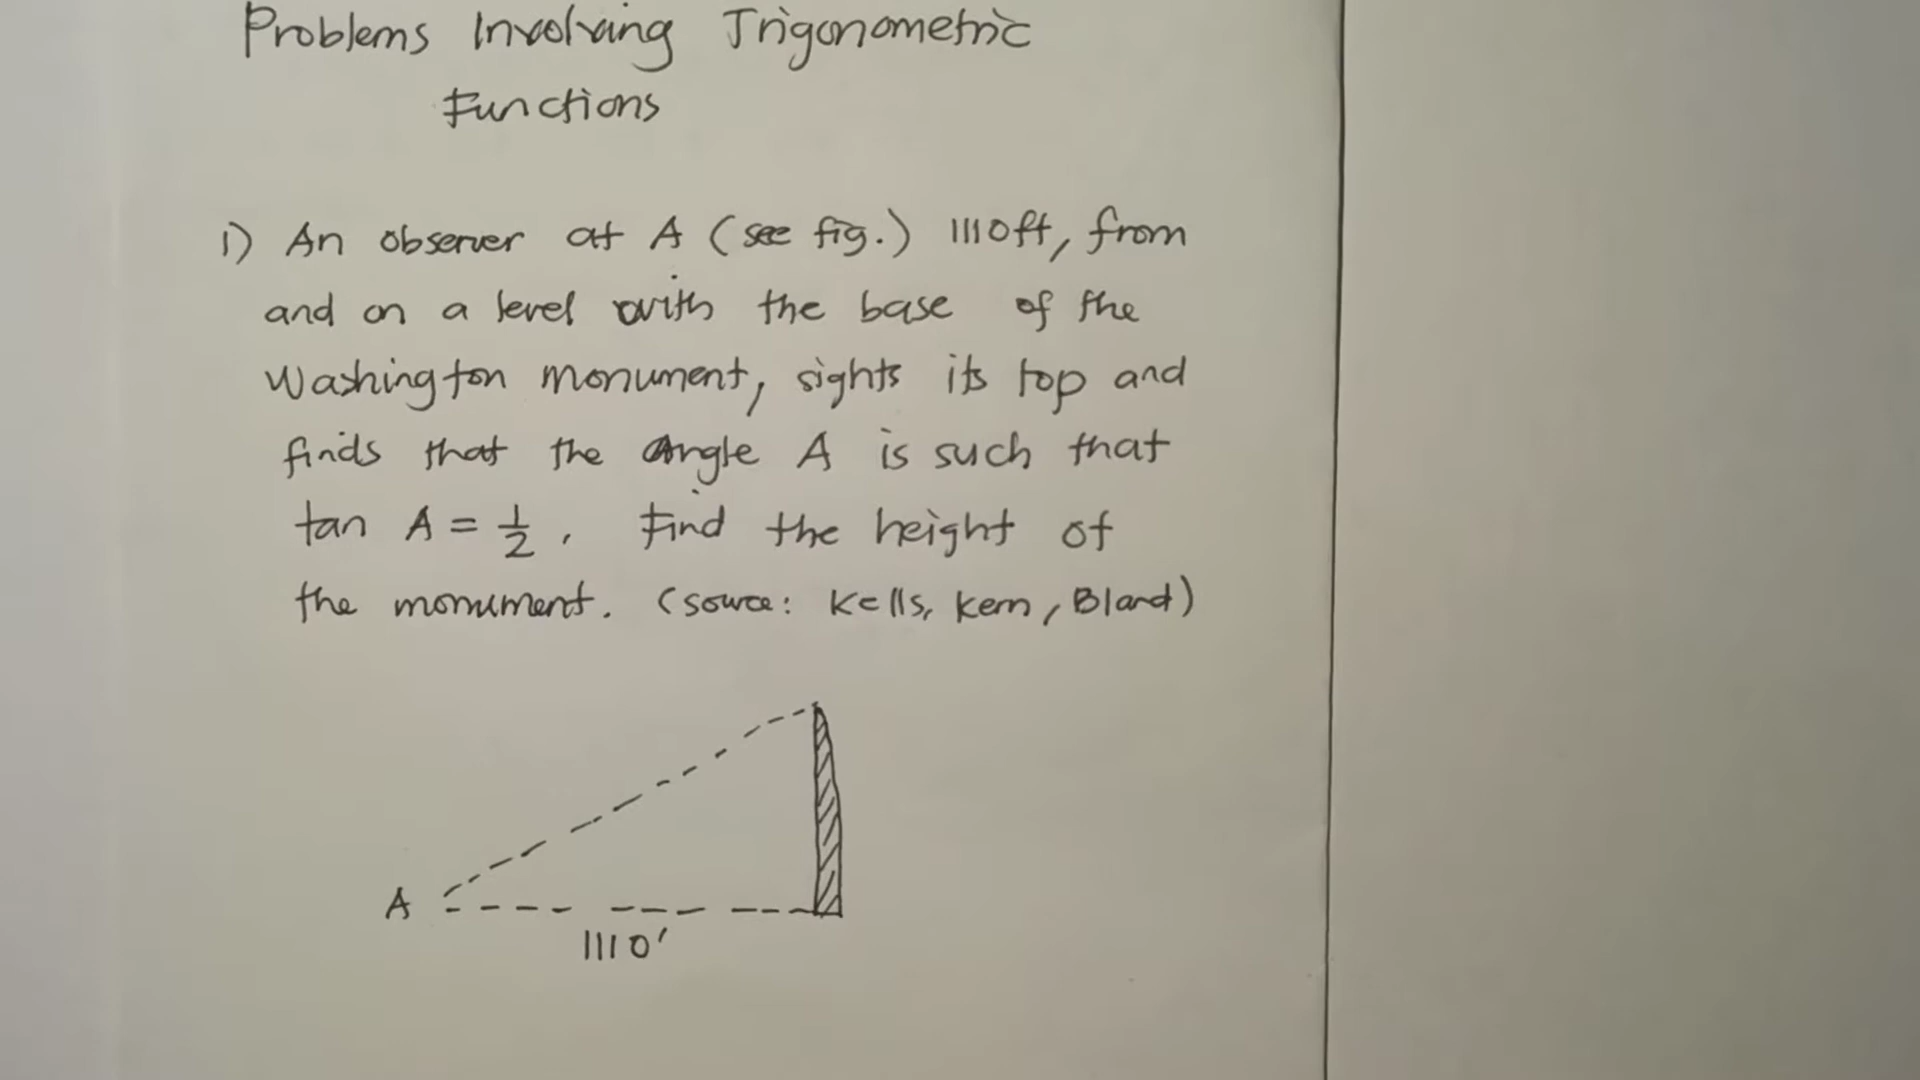 Problems Involving Trigonometric
Functions
1) An observer at A (see fig.) 1110ft, from
and on a level with the base of the
Washington monument, sights its top and
finds that the angle A is such that
tan A = 1/2. Find the height of
the monument. (source: Kells, Kern, Bland)
A
1110'